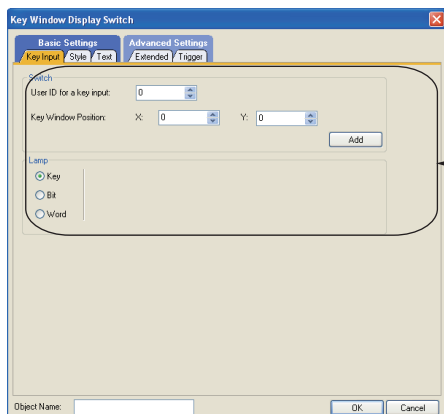 Key Window Display Switch
Basic Settings Advanced Settings
Key Input Style Text Extended Trigger
Switch
User ID for a key input: 0
Key Window Position: X: 0 Y: 0
Add
Lamp
Key
Bit
Word
Object Name: OK Cancel